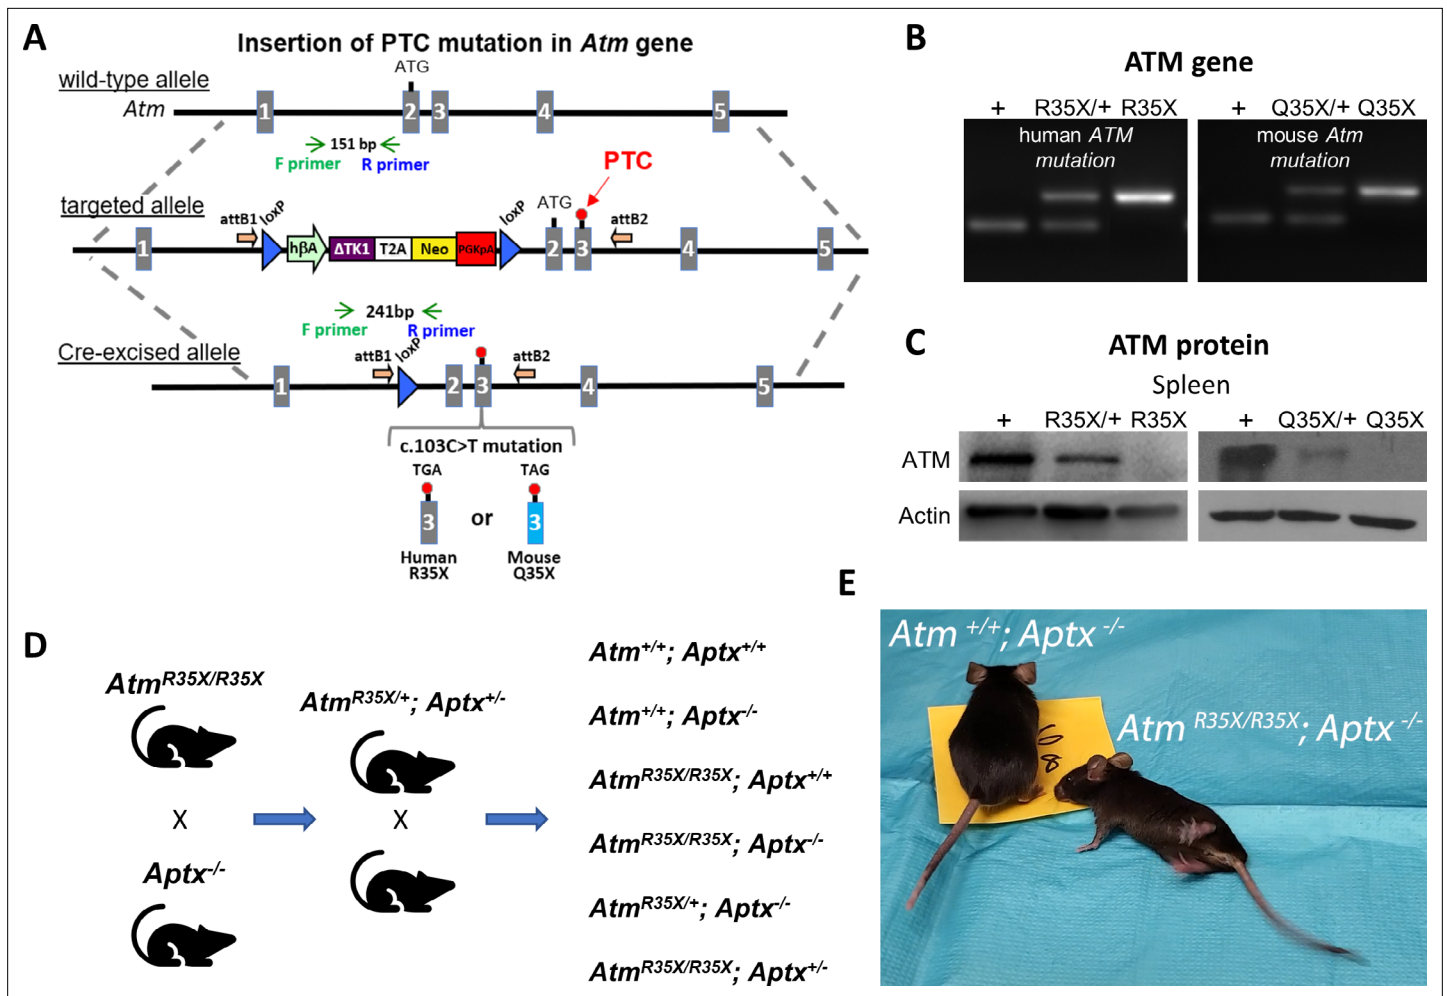 A
Insertion of PTC mutation in Atm gene
wild-type allele
Atm
ATG
1
2
3
4
5
151 bp
F primer
R primer
PTC
targeted allele
attB1
loxP
loxP
ATG
attB2
1
hβA
ΔTK1
T2A
Neo
PGKpA
2
3
4
5
241bp
F primer
R primer
Cre-excised allele
attB1
loxP
attB2
1
2
3
4
5
c.103C>T mutation
TGA
TAG
3
or
3
Human
R35X
Mouse
Q35X
B
ATM gene
+ R35X/+ R35X
human ATM
mutation
+ Q35X/+ Q35X
mouse Atm
mutation
C
ATM protein
Spleen
+ R35X/+ R35X
+ Q35X/+ Q35X
ATM
Actin
D
Atm R35X/R35X
X
Aptx-/-
Atm R35X/+; Aptx+/-
X
Atm+/+; Aptx+/+
Atm+/+; Aptx-/-
Atm R35X/R35X; Aptx+/+
Atm R35X/R35X; Aptx-/-
Atm R35X/+; Aptx-/-
Atm R35X/R35X; Aptx+/-
E
Atm +/+; Aptx -/-
Atm R35X/R35X; Aptx -/-